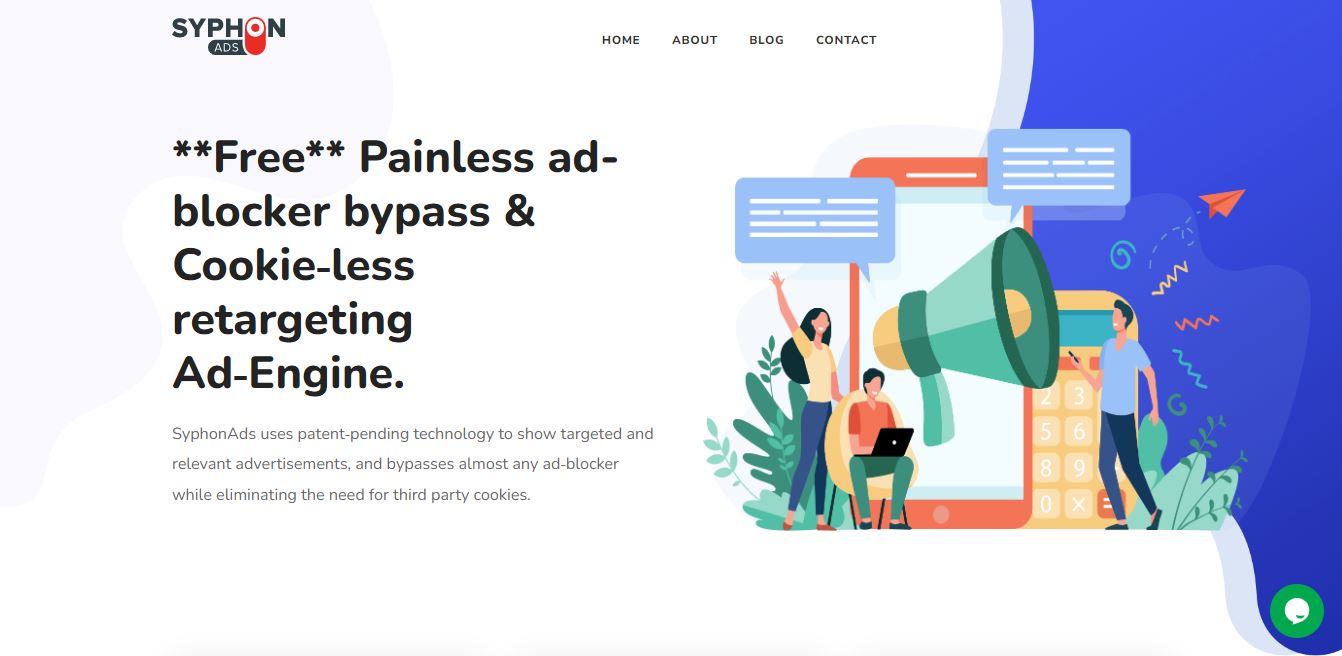 SYPHON
ADS
HOME ABOUT BLOG CONTACT
**Free** Painless ad-
blocker bypass &
Cookie-less
retargeting
Ad-Engine.
SyphonAds uses patent-pending technology to show targeted and
relevant advertisements, and bypasses almost any ad-blocker
while eliminating the need for third party cookies.
2 3
5 6
8 9
0 × =